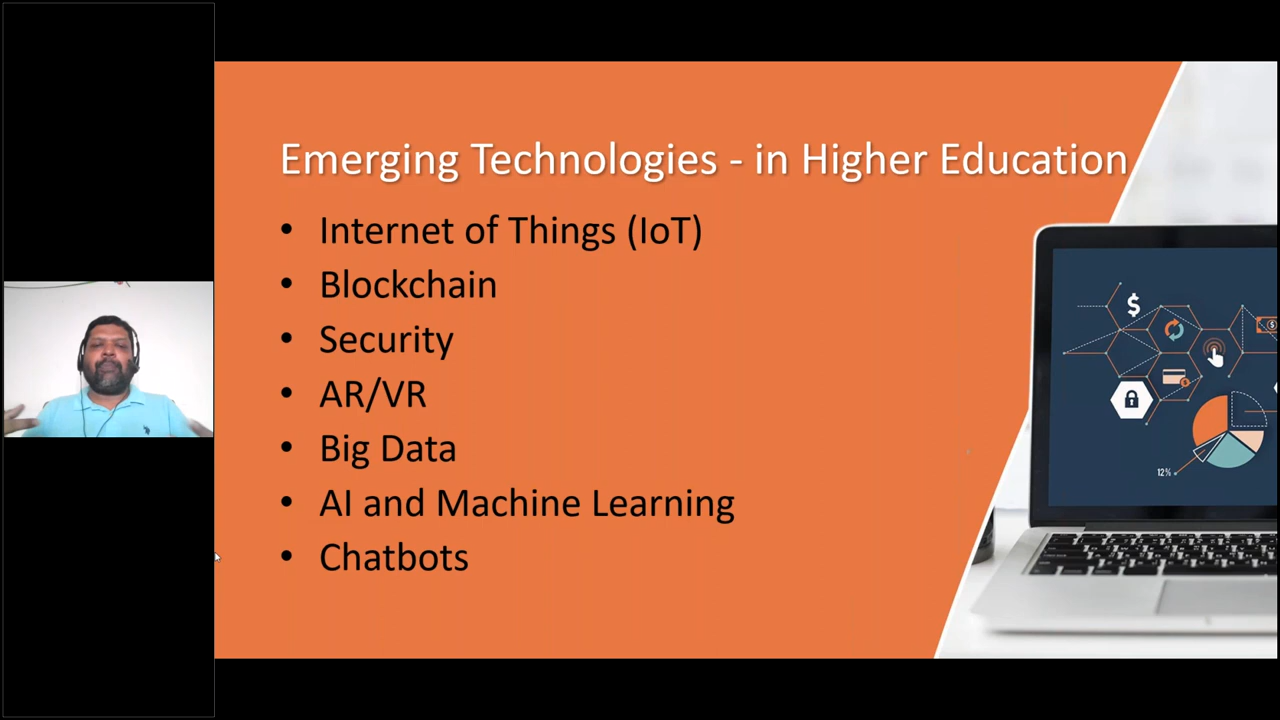 Emerging Technologies - in Higher Education
• Internet of Things (IoT)
• Blockchain
• Security
• AR/VR
• Big Data
• AI and Machine Learning
• Chatbots
$
$
12%